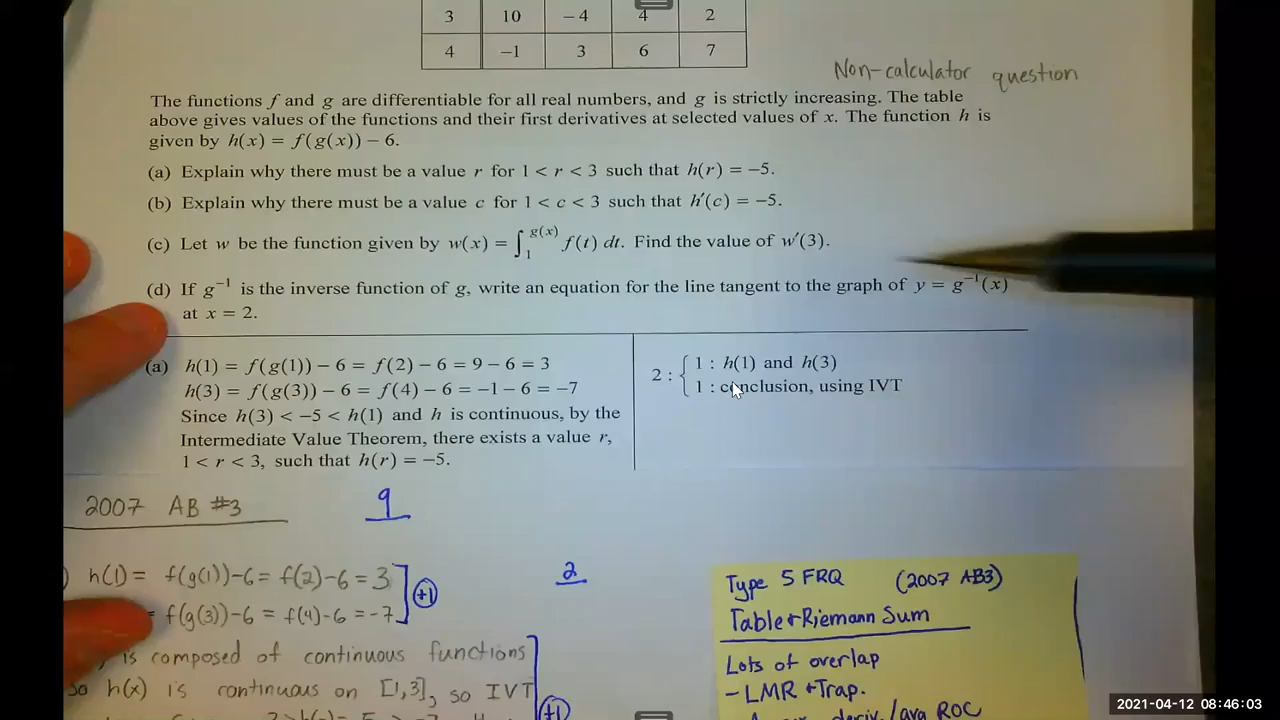 3 10 −4 4 2
4 −1 3 6 7
Non-calculator question
The functions f and g are differentiable for all real numbers, and g is strictly increasing. The table
above gives values of the functions and their first derivatives at selected values of x. The function h is
given by h(x) = f(g(x)) − 6.
(a) Explain why there must be a value r for 1 < r < 3 such that h(r) = −5.
(b) Explain why there must be a value c for 1 < c < 3 such that h′(c) = −5.
(c) Let w be the function given by w(x) = ∫₁^g(x) f(t) dt. Find the value of w′(3).
(d) If g⁻¹ is the inverse function of g, write an equation for the line tangent to the graph of y = g⁻¹(x)
at x = 2.
(a) h(1) = f(g(1)) − 6 = f(2) − 6 = 9 − 6 = 3
h(3) = f(g(3)) − 6 = f(4) − 6 = −1 − 6 = −7
Since h(3) < −5 < h(1) and h is continuous, by the
Intermediate Value Theorem, there exists a value r,
1 < r < 3, such that h(r) = −5.
2 : { 1 : h(1) and h(3)
1 : conclusion, using IVT
2007 AB #3
9
) h(1) = f(g(1))-6 = f(2)-6 = 3
= f(g(3))-6 = f(4)-6 = -7
+1
2
is composed of continuous functions
so h(x) is continuous on [1,3], so IVT
+1
Type 5 FRQ (2007 AB3)
Table + Riemann Sum
Lots of overlap
- LMR + Trap.
deriv./avg ROC
2021-04-12 08:46:03